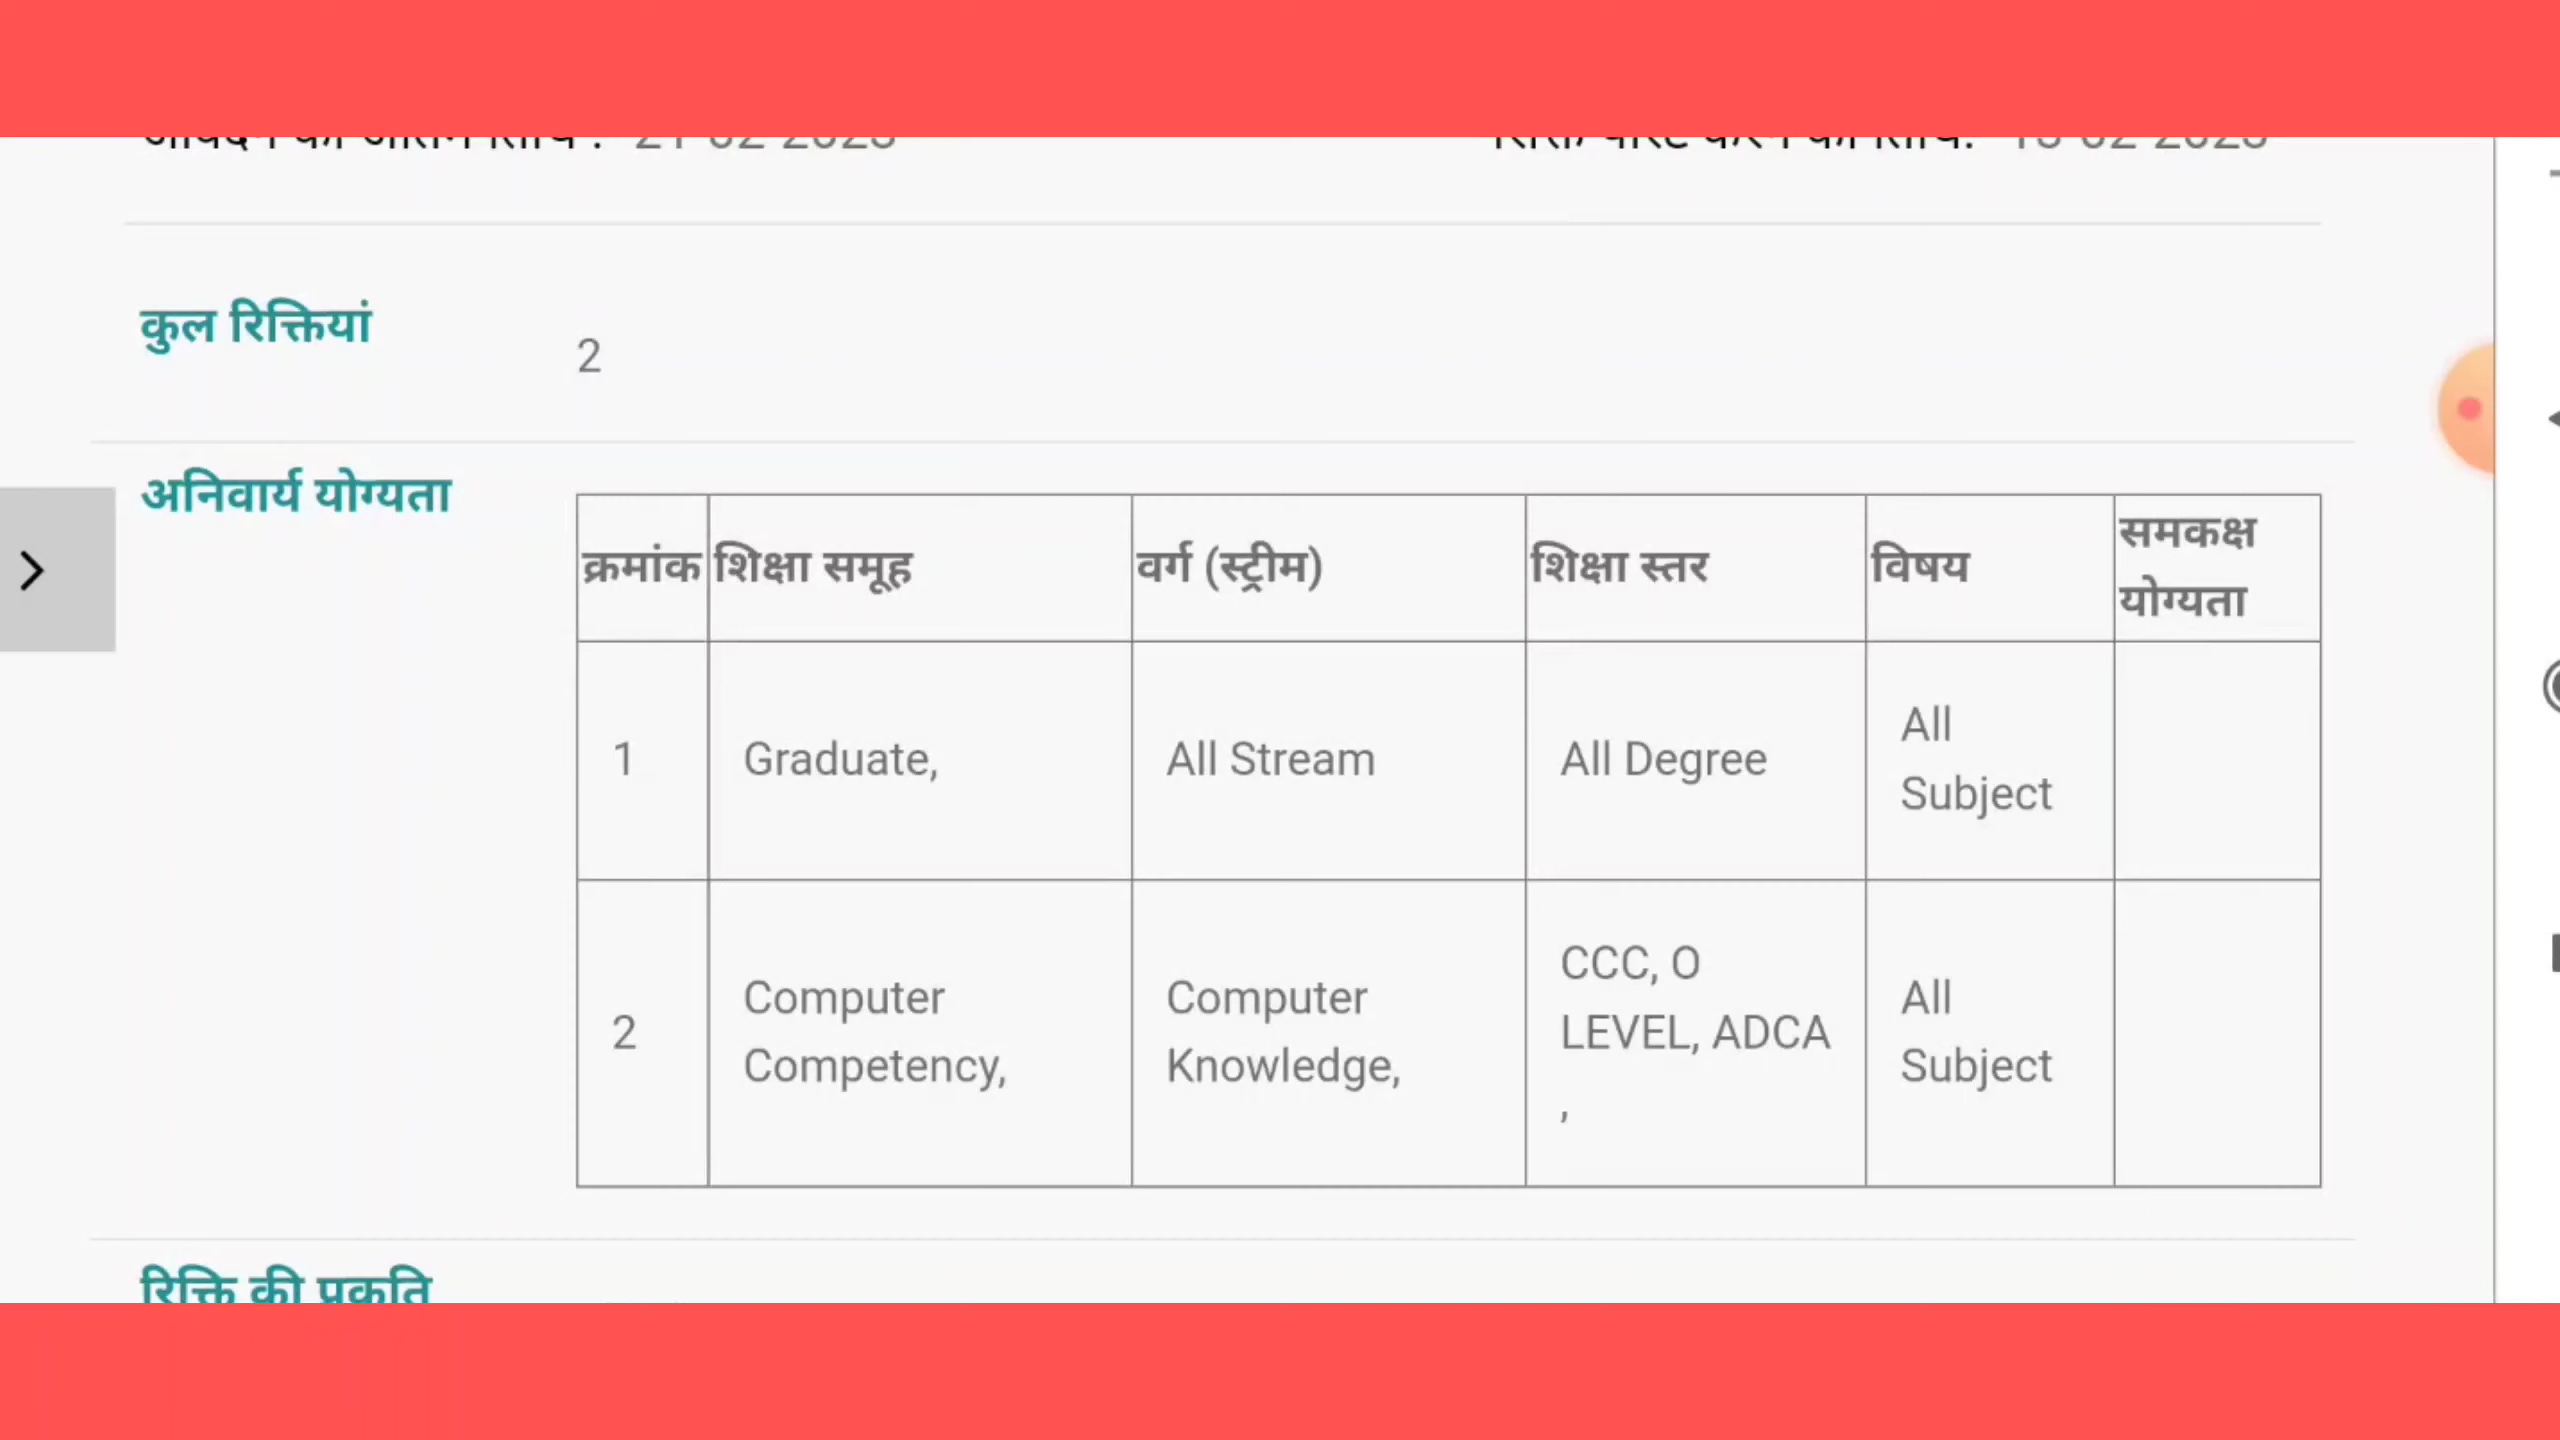 कुल रिक्तियां
2
अनिवार्य योग्यता
क्रमांक शिक्षा समूह वर्ग (स्ट्रीम) शिक्षा स्तर विषय समकक्ष योग्यता
1 Graduate, All Stream All Degree All Subject
2 Computer Competency, Computer Knowledge, CCC, O LEVEL, ADCA , All Subject
रिक्ति की प्रकृति